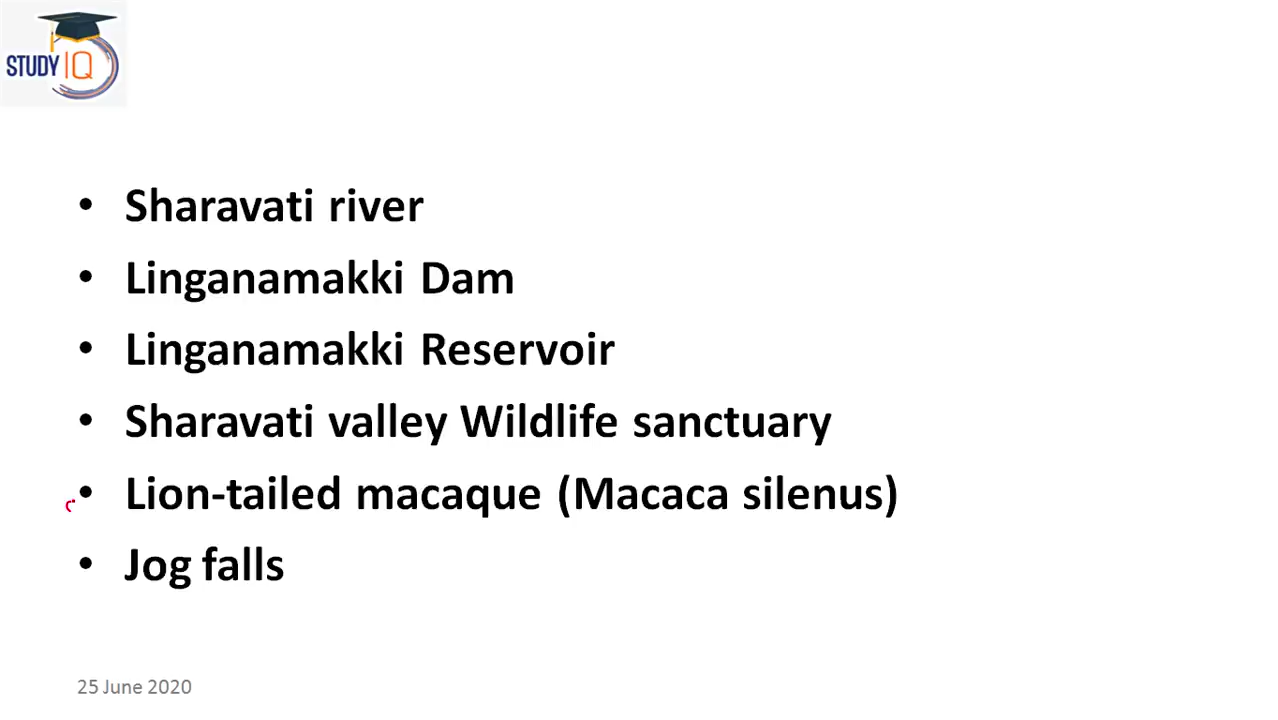 STUDY IQ
• Sharavati river
• Linganamakki Dam
• Linganamakki Reservoir
• Sharavati valley Wildlife sanctuary
• Lion-tailed macaque (Macaca silenus)
• Jog falls
25 June 2020